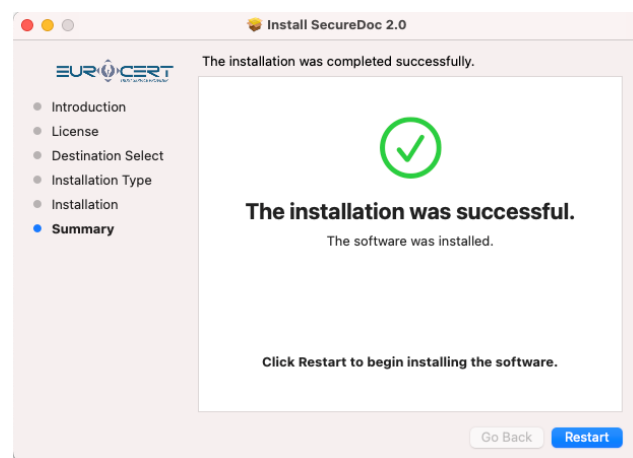 Install SecureDoc 2.0
EUROCERT
The installation was completed successfully.
Introduction
License
Destination Select
Installation Type
Installation
Summary
The installation was successful.
The software was installed.
Click Restart to begin installing the software.
Go Back
Restart